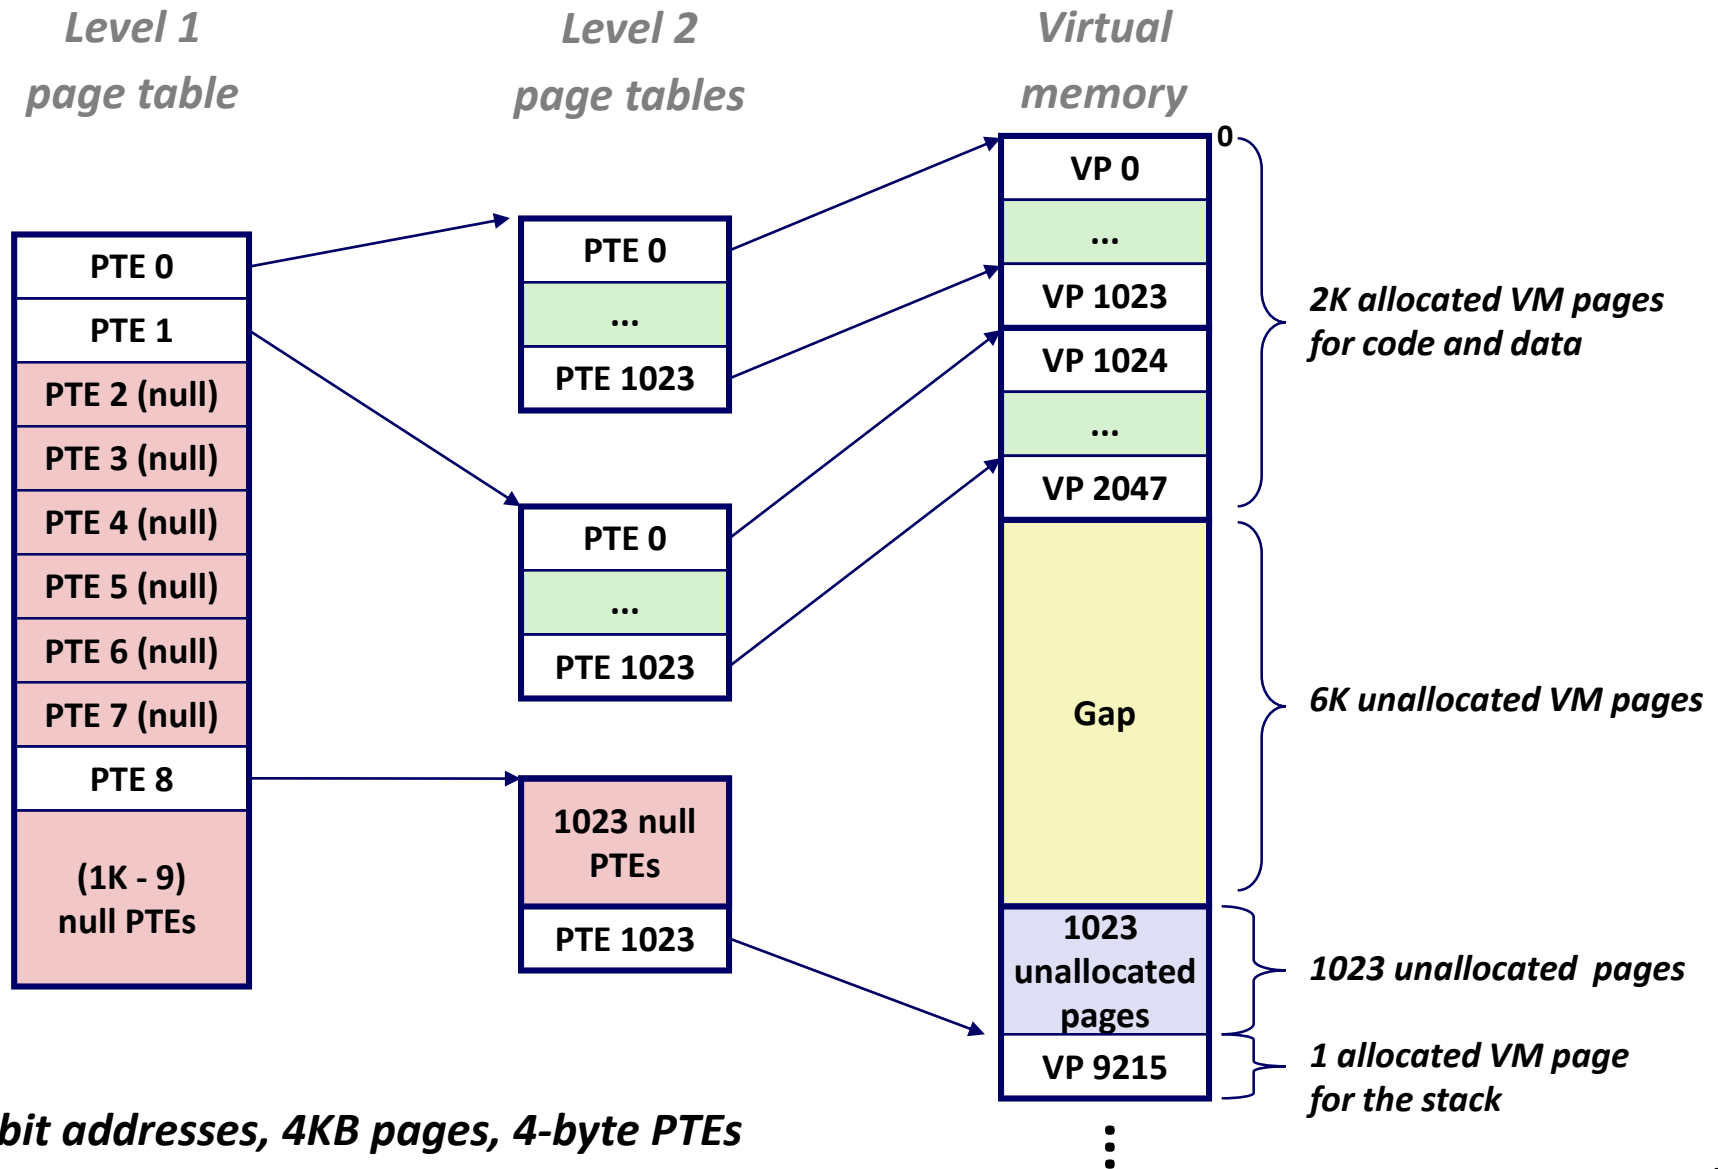 Level 1
page table
Level 2
page tables
Virtual
memory
PTE 0
PTE 1
PTE 2 (null)
PTE 3 (null)
PTE 4 (null)
PTE 5 (null)
PTE 6 (null)
PTE 7 (null)
PTE 8
(1K - 9)
null PTEs
PTE 0
...
PTE 1023
PTE 0
...
PTE 1023
1023 null
PTEs
PTE 1023
0
VP 0
...
VP 1023
VP 1024
...
VP 2047
Gap
1023
unallocated
pages
VP 9215
2K allocated VM pages
for code and data
6K unallocated VM pages
1023 unallocated pages
1 allocated VM page
for the stack
bit addresses, 4KB pages, 4-byte PTEs